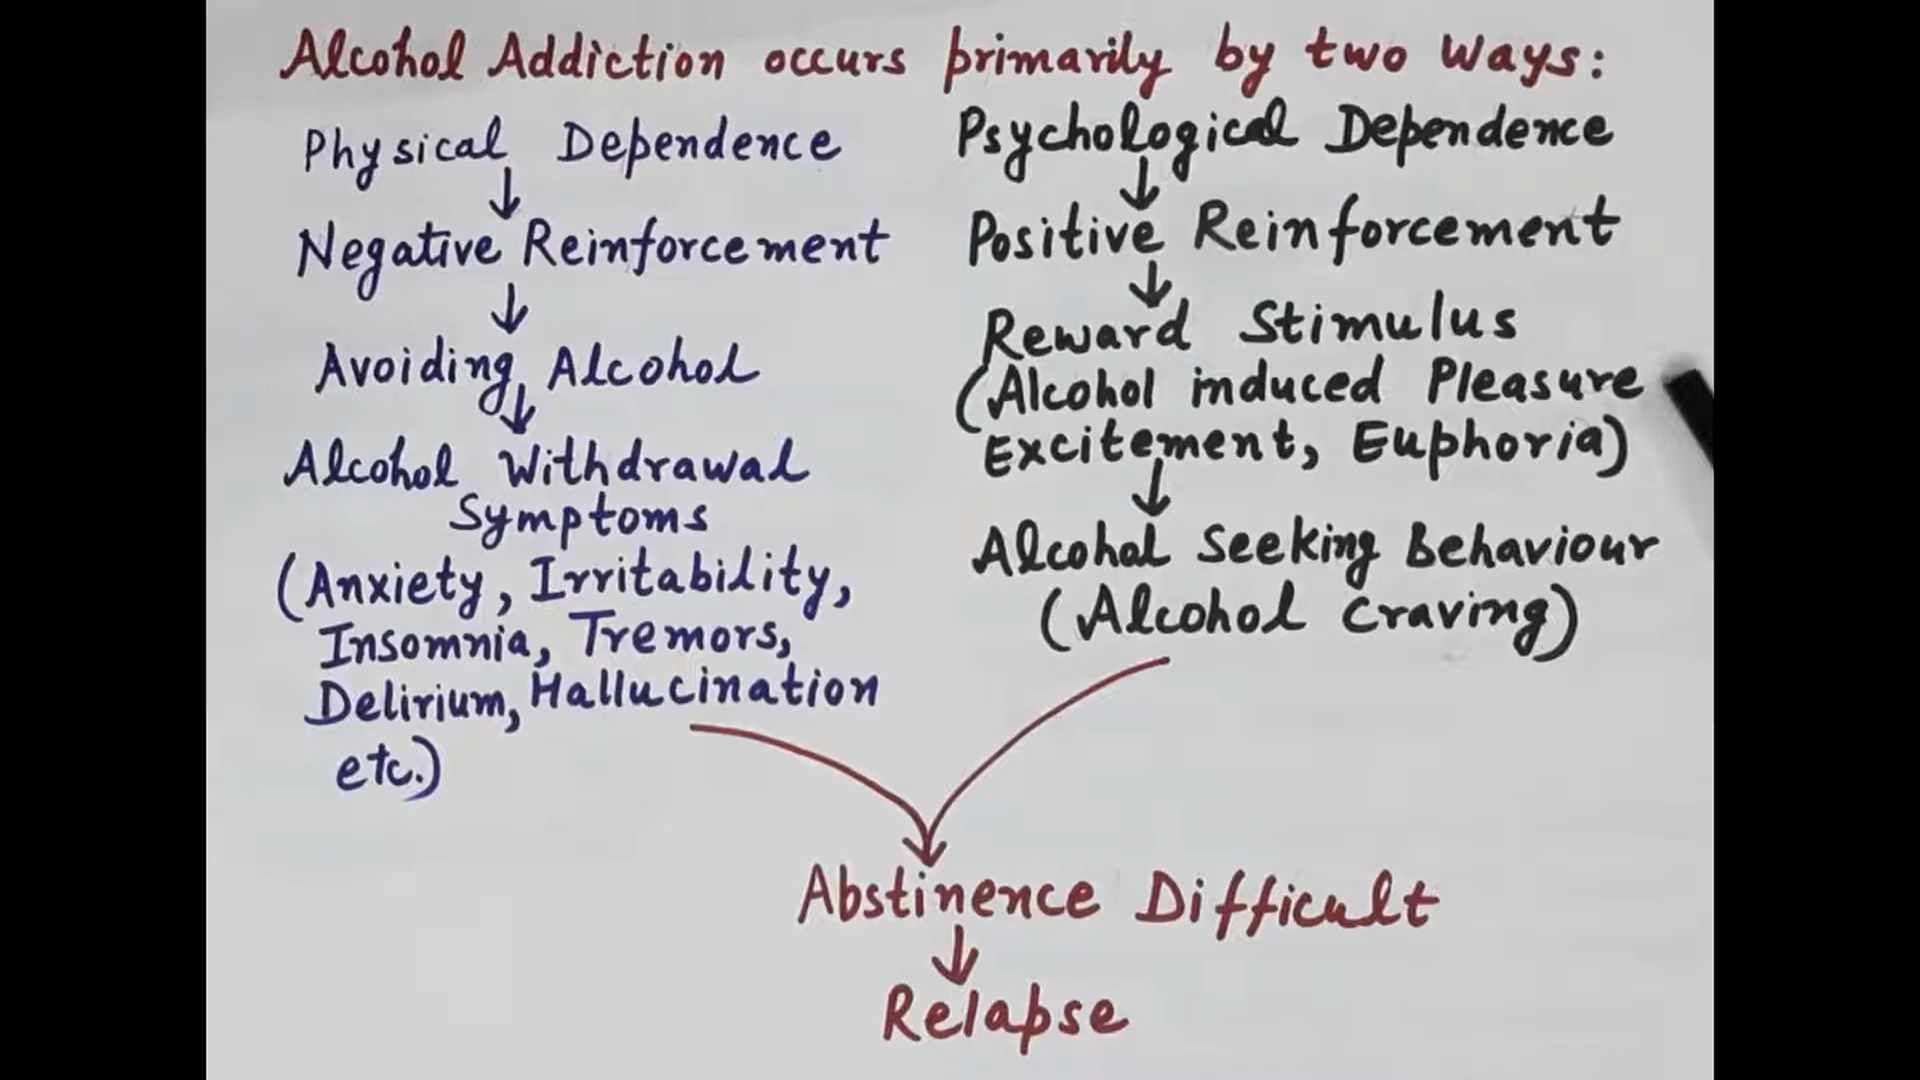 Alcohol Addiction occurs primarily by two ways:
Physical Dependence
↓
Negative Reinforcement
↓
Avoiding Alcohol
↓
Alcohol Withdrawal
Symptoms
(Anxiety, Irritability,
Insomnia, Tremors,
Delirium, Hallucination
etc.)
Psychological Dependence
↓
Positive Reinforcement
↓
Reward Stimulus
(Alcohol induced Pleasure
Excitement, Euphoria)
↓
Alcohol Seeking Behaviour
(Alcohol Craving)
Abstinence Difficult
↓
Relapse